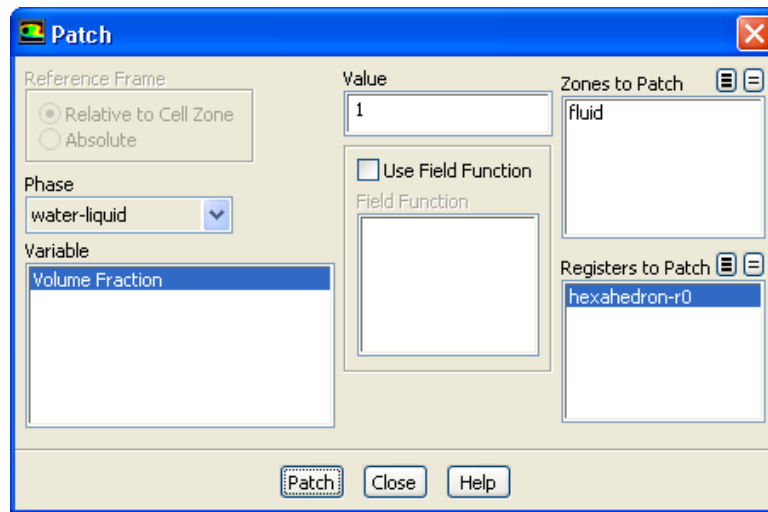 Patch
Reference Frame
Relative to Cell Zone
Absolute
Phase
water-liquid
Variable
Volume Fraction
Value
1
Use Field Function
Field Function
Zones to Patch
fluid
Registers to Patch
hexahedron-r0
Patch
Close
Help